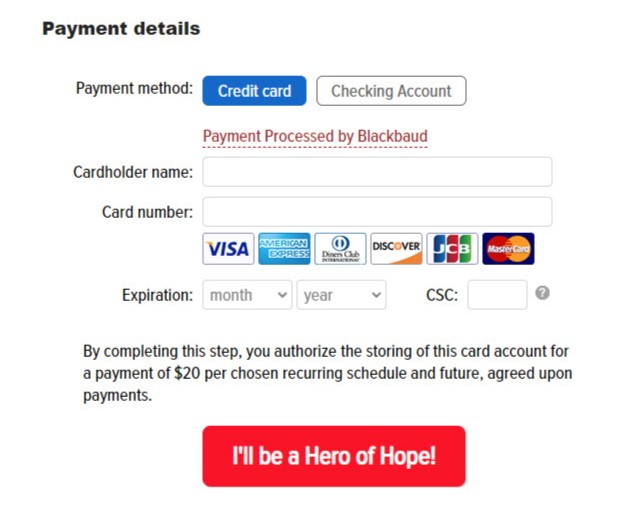 Payment details
Payment method: Credit card Checking Account
Payment Processed by Blackbaud
Cardholder name:
Card number:
VISA AMERICAN EXPRESS Diners Club INTERNATIONAL DISCOVER JCB MasterCard
Expiration: month year CSC: ?
By completing this step, you authorize the storing of this card account for
a payment of $20 per chosen recurring schedule and future, agreed upon
payments.
I'll be a Hero of Hope!